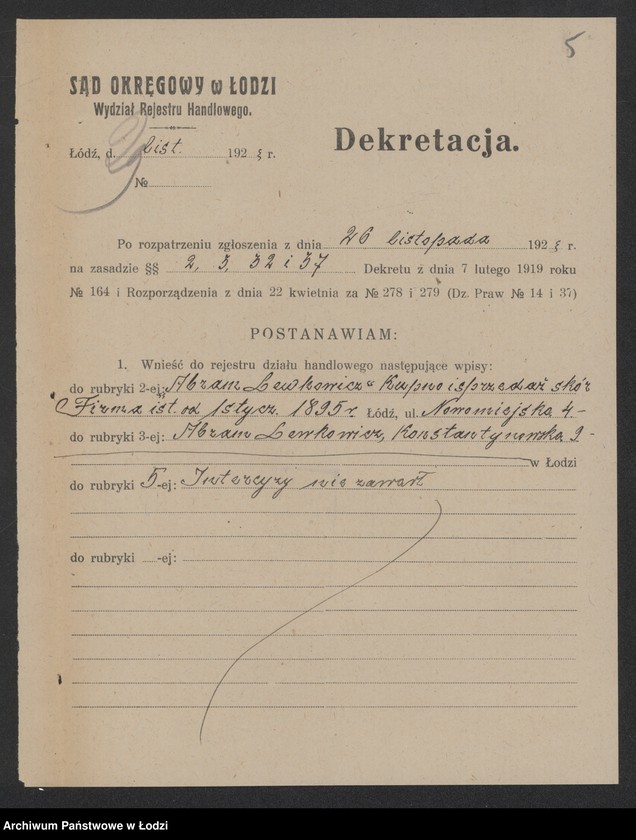 5
SĄD OKRĘGOWY w ŁODZI
Wydział Rejestru Handlowego.
Dekretacja.
Łódź, d. list. 192 r.
№
Po rozpatrzeniu zgłoszenia z dnia 26 listopada 192 r.
na zasadzie §§ 2, 3, 32 i 37 Dekretu z dnia 7 lutego 1919 roku
№ 164 i Rozporządzenia z dnia 22 kwietnia za № 278 i 279 (Dz. Praw № 14 i 37)
POSTANAWIAM:
1. Wnieść do rejestru działu handlowego następujące wpisy:
do rubryki 2-ej: „Abram Lewkowicz" Kupno i sprzedaż skór
Firma ist. od 1 stycz. 1895 r Łódź, ul. Nowomiejska 4-
do rubryki 3-ej: Abram Lewkowicz, Konstantynowska 9-
w Łodzi
do rubryki 5-ej: Intercyzy nie zawarł
do rubryki -ej:
Archiwum Państwowe w Łodzi